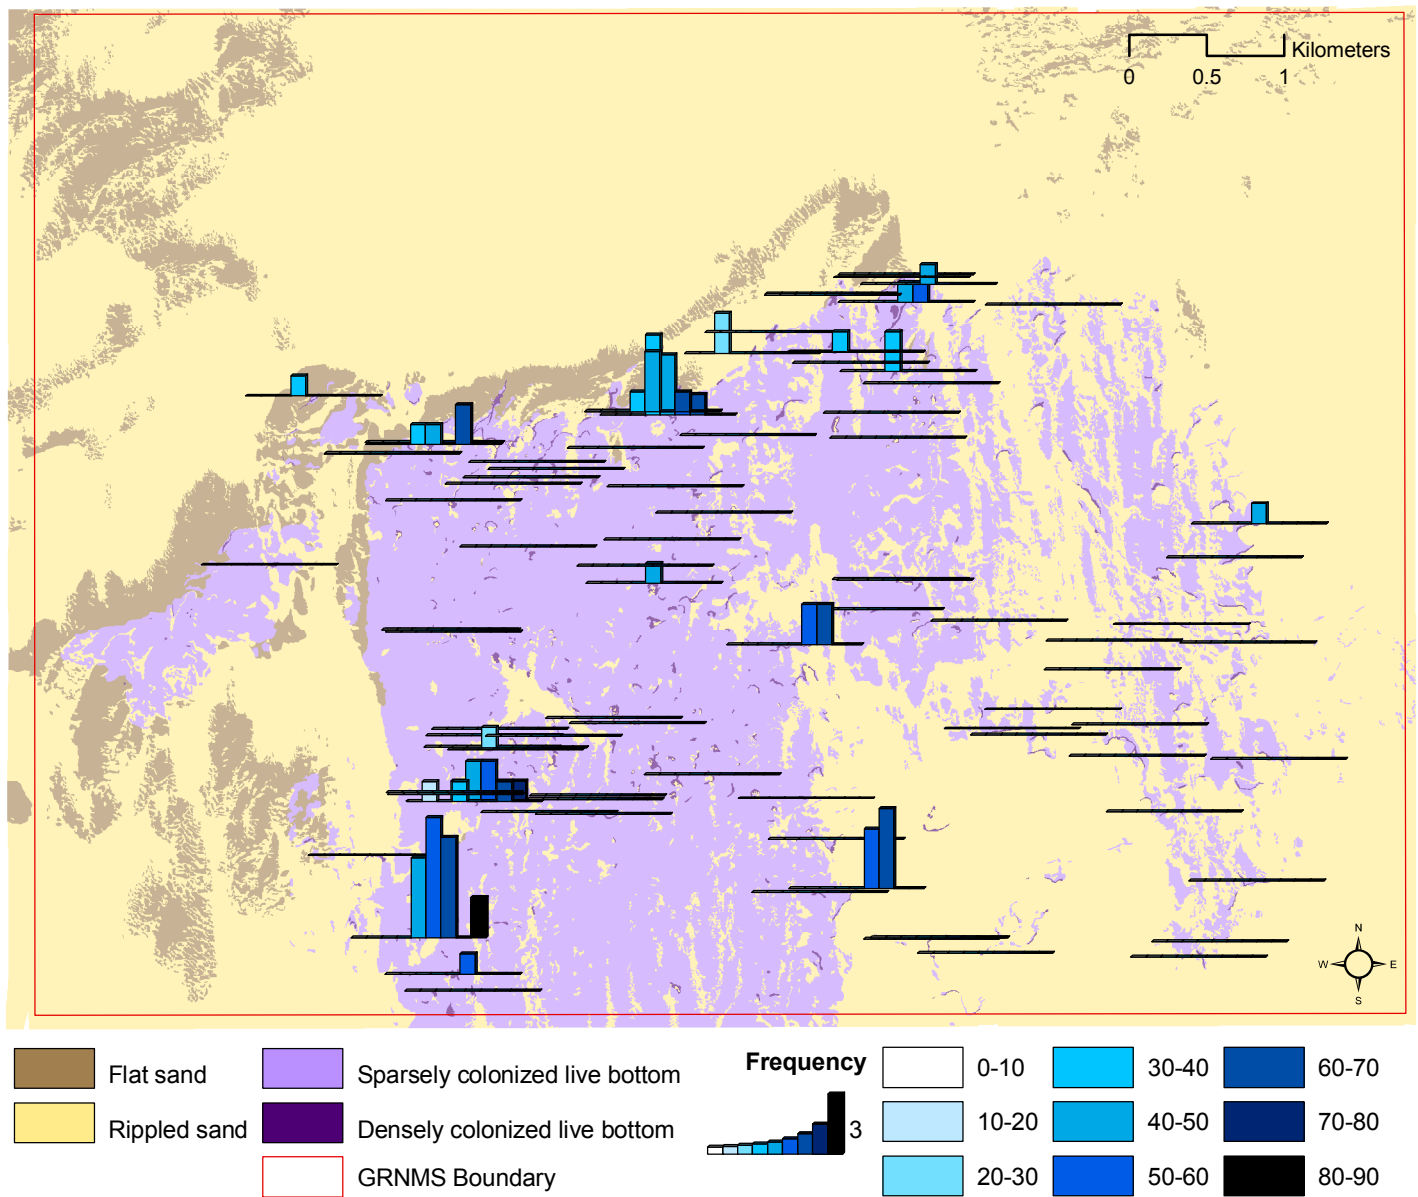 Kilometers
0 0.5 1
N
W E
S
Flat sand
Rippled sand
Sparsely colonized live bottom
Densely colonized live bottom
GRNMS Boundary
Frequency
3
0-10
10-20
20-30
30-40
40-50
50-60
60-70
70-80
80-90